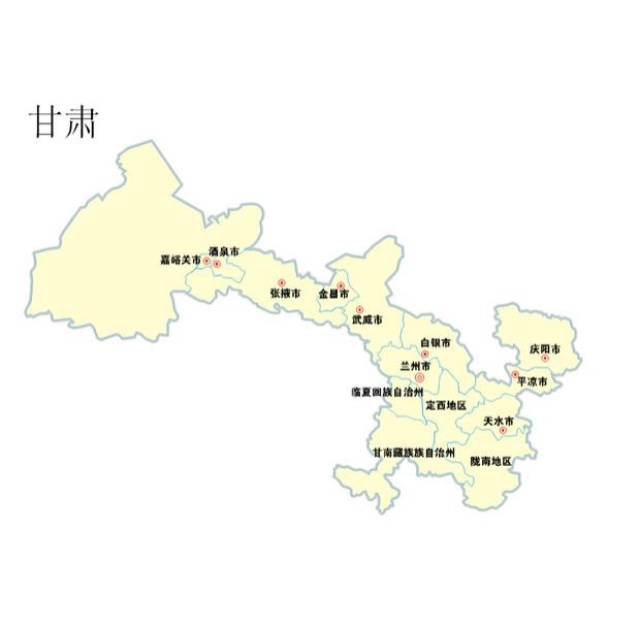 甘肃
酒泉市
嘉峪关市
张掖市
金昌市
武威市
白银市
庆阳市
兰州市
平凉市
临夏回族自治州
定西地区
天水市
甘南藏族族自治州
陇南地区